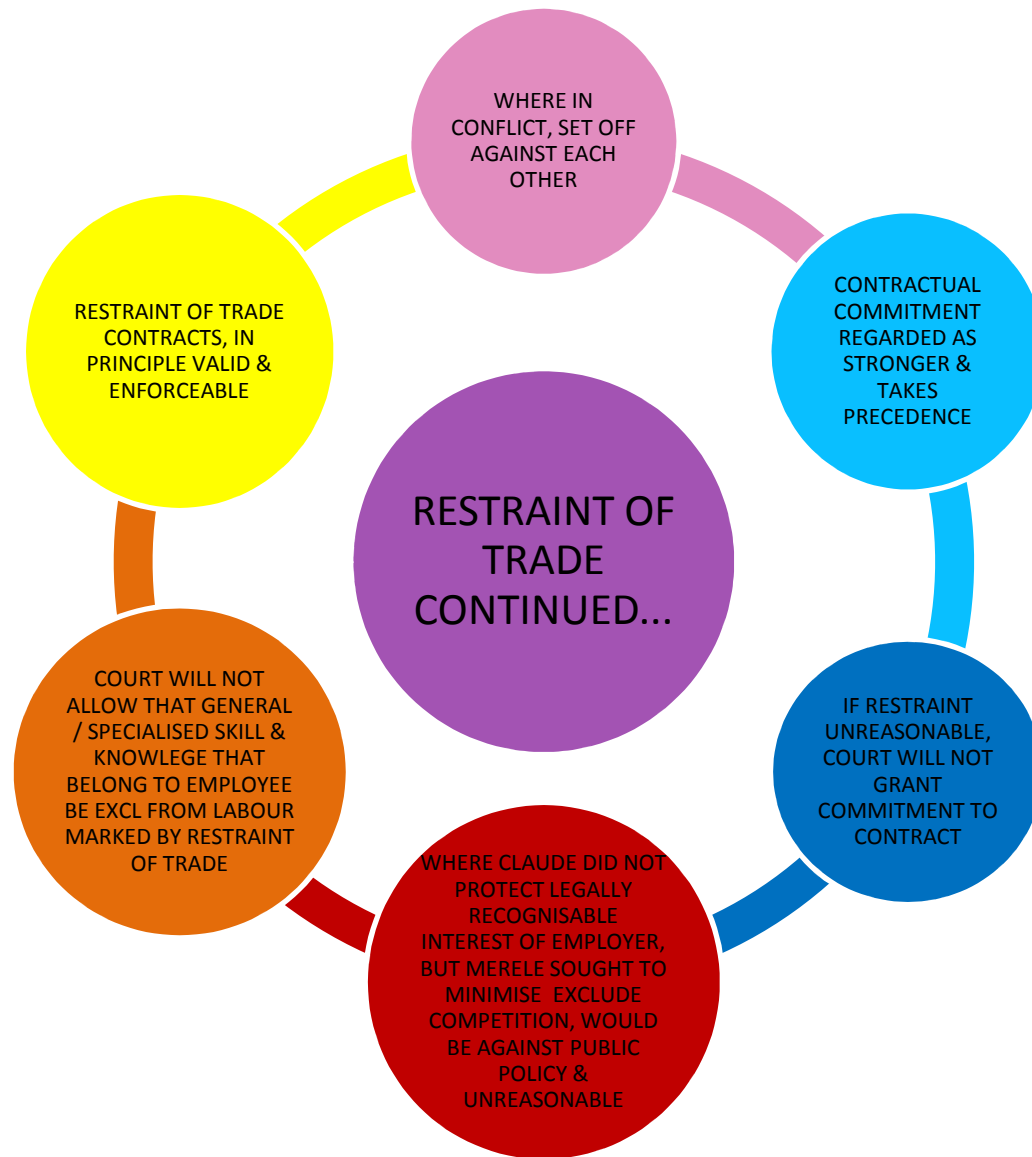 WHERE IN
CONFLICT, SET OFF
AGAINST EACH
OTHER
CONTRACTUAL
COMMITMENT
REGARDED AS
STRONGER &
TAKES
PRECEDENCE
IF RESTRAINT
UNREASONABLE,
COURT WILL NOT
GRANT
COMMITMENT TO
CONTRACT
WHERE CLAUDE DID NOT
PROTECT LEGALLY
RECOGNISABLE
INTEREST OF EMPLOYER,
BUT MERELE SOUGHT TO
MINIMISE  EXCLUDE
COMPETITION, WOULD
BE AGAINST PUBLIC
POLICY &
UNREASONABLE
COURT WILL NOT
ALLOW THAT GENERAL
/ SPECIALISED SKILL &
KNOWLEGE THAT
BELONG TO EMPLOYEE
BE EXCL FROM LABOUR
MARKED BY RESTRAINT
OF TRADE
RESTRAINT OF TRADE
CONTRACTS, IN
PRINCIPLE VALID &
ENFORCEABLE
RESTRAINT OF
TRADE
CONTINUED...